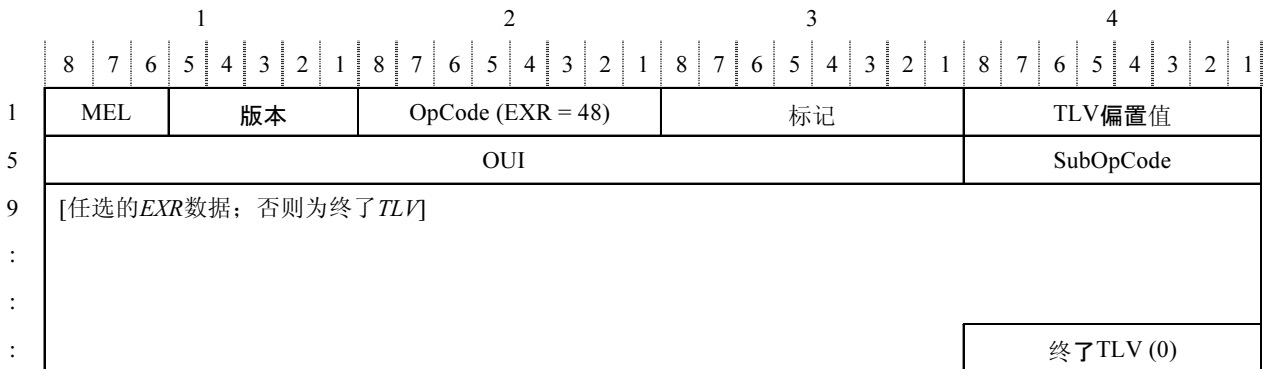 1 2 3 4
8 7 6 5 4 3 2 1 8 7 6 5 4 3 2 1 8 7 6 5 4 3 2 1 8 7 6 5 4 3 2 1
1 MEL 版本 OpCode (EXR = 48) 标记 TLV偏置值
5 OUI SubOpCode
9 [任选的EXR数据；否则为终了TLV]
:
:
: 终了TLV (0)